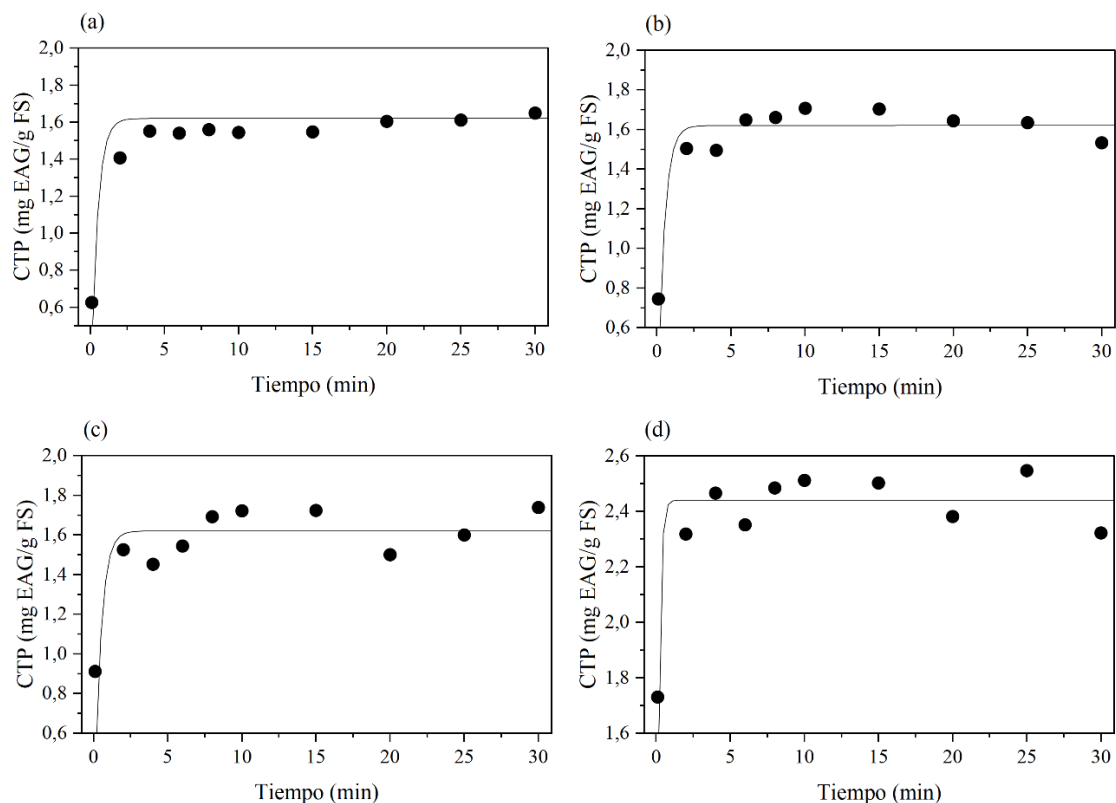 (a)
CTP (mg EAG/g FS)
2,0
1,8
1,6
1,4
1,2
1,0
0,8
0,6
0 5 10 15 20 25 30
Tiempo (min)
(b)
CTP (mg EAG/g FS)
2,0
1,8
1,6
1,4
1,2
1,0
0,8
0,6
0 5 10 15 20 25 30
Tiempo (min)
(c)
CTP (mg EAG/g FS)
2,0
1,8
1,6
1,4
1,2
1,0
0,8
0,6
0 5 10 15 20 25 30
Tiempo (min)
(d)
CTP (mg EAG/g FS)
2,6
2,4
2,2
2,0
1,8
1,6
0 5 10 15 20 25 30
Tiempo (min)